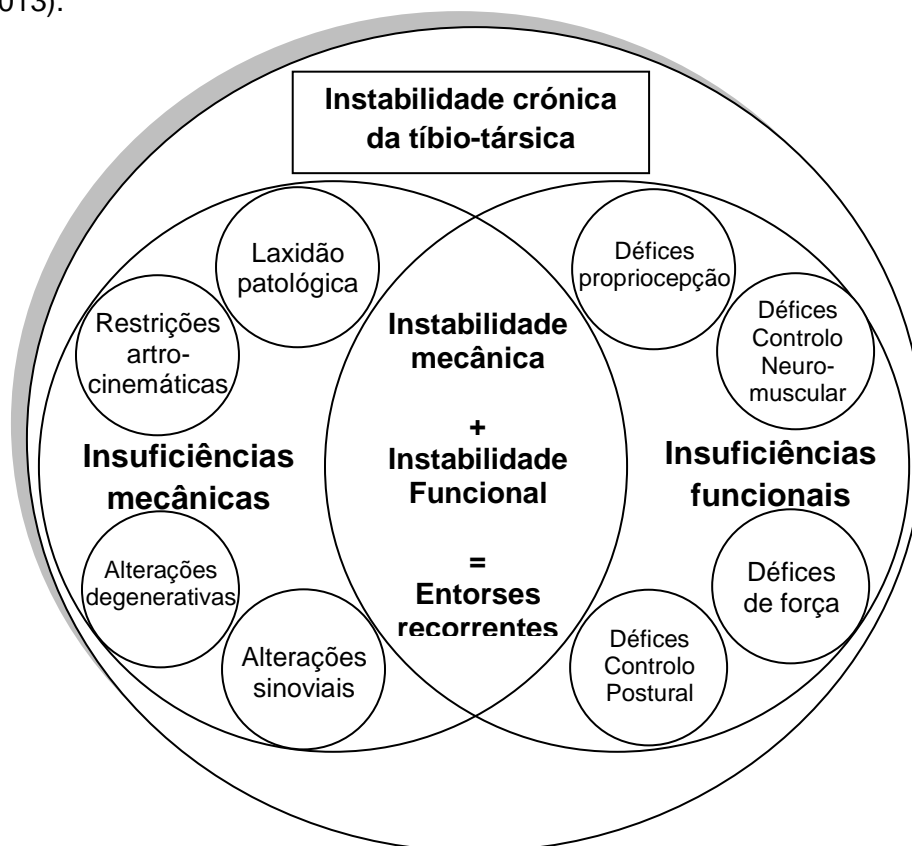 013).
Instabilidade crónica
da tíbio-társica
Laxidão
patológica
Restrições
artro-
cinemáticas
Insuficiências
mecânicas
Alterações
degenerativas
Alterações
sinoviais
Instabilidade
mecânica
+
Instabilidade
Funcional
=
Entorses
recorrentes
Défices
propriocepção
Défices
Controlo
Neuro-
muscular
Insuficiências
funcionais
Défices
de força
Défices
Controlo
Postural